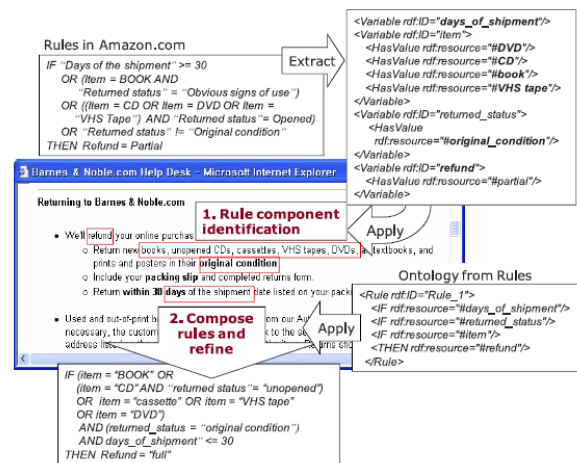 Rules in Amazon.com
IF "Days of the shipment" >= 30
OR (Item = BOOK AND
"Returned status" = "Obvious signs of use")
OR ((Item = CD OR Item = DVD OR Item =
"VHS Tape") AND "Returned status"= Opened)
OR "Returned status" != "Original condition"
THEN Refund = Partial
Extract
<Variable rdf:ID="days_of_shipment"/>
<Variable rdf:ID="item">
<HasValue rdf:resource="#DVD"/>
<HasValue rdf:resource="#CD"/>
<HasValue rdf:resource="#book"/>
<HasValue rdf:resource="#VHS tape"/>
</Variable>
<Variable rdf:ID="returned_status">
<HasValue
rdf:resource="#original_condition"/>
</Variable>
<Variable rdf:ID="refund">
<HasValue rdf:resource="#partial"/>
</Variable>
Barnes & Noble.com Help Desk - Microsoft Internet Explorer
Returning to Barnes & Noble.com
1. Rule component
identification
Apply
We'll refund your online purchas
Return new books, unopened CDs, cassettes, VHS tapes, DVDs, textbooks, and
prints and posters in their original condition
Include your packing slip and completed returns form.
Return within 30 days of the shipment date listed on your packi
Used and out-of-print b om our Au
necessary, the custom k to the se
address
2. Compose
rules and
refine
Apply
Ontology from Rules
<Rule rdf:ID="Rule_1">
<IF rdf:resource="#days_of_shipment"/>
<IF rdf:resource="#returned_status"/>
<IF rdf:resource="#item"/>
<THEN rdf:resource="#refund"/>
</Rule>
IF (item = "BOOK" OR
(item = "CD" AND "returned status"= "unopened")
OR item = "cassette" OR item = "VHS tape"
OR item = "DVD")
AND (returned_status = "original condition")
AND days_of_shipment" <= 30
THEN Refund = "full"